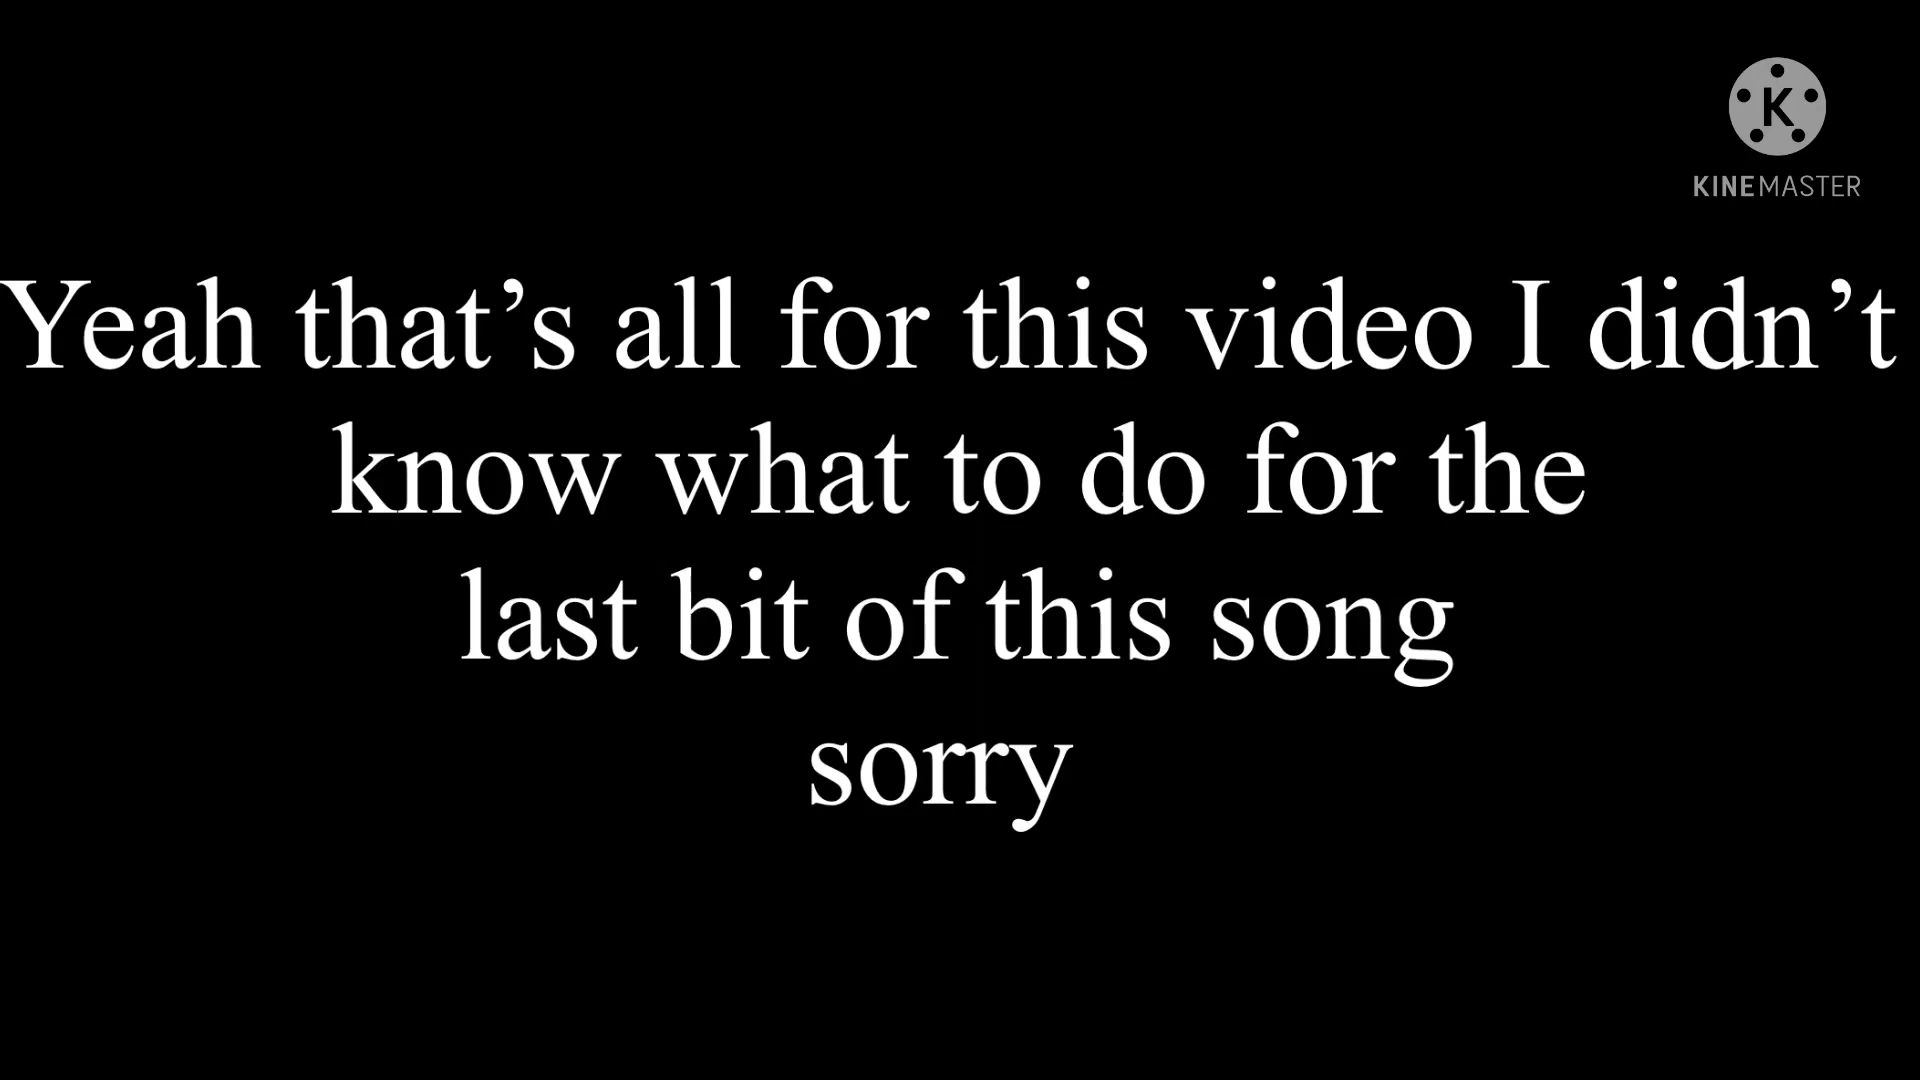 K
KINEMASTER
Yeah that’s all for this video I didn’t
know what to do for the
last bit of this song
sorry